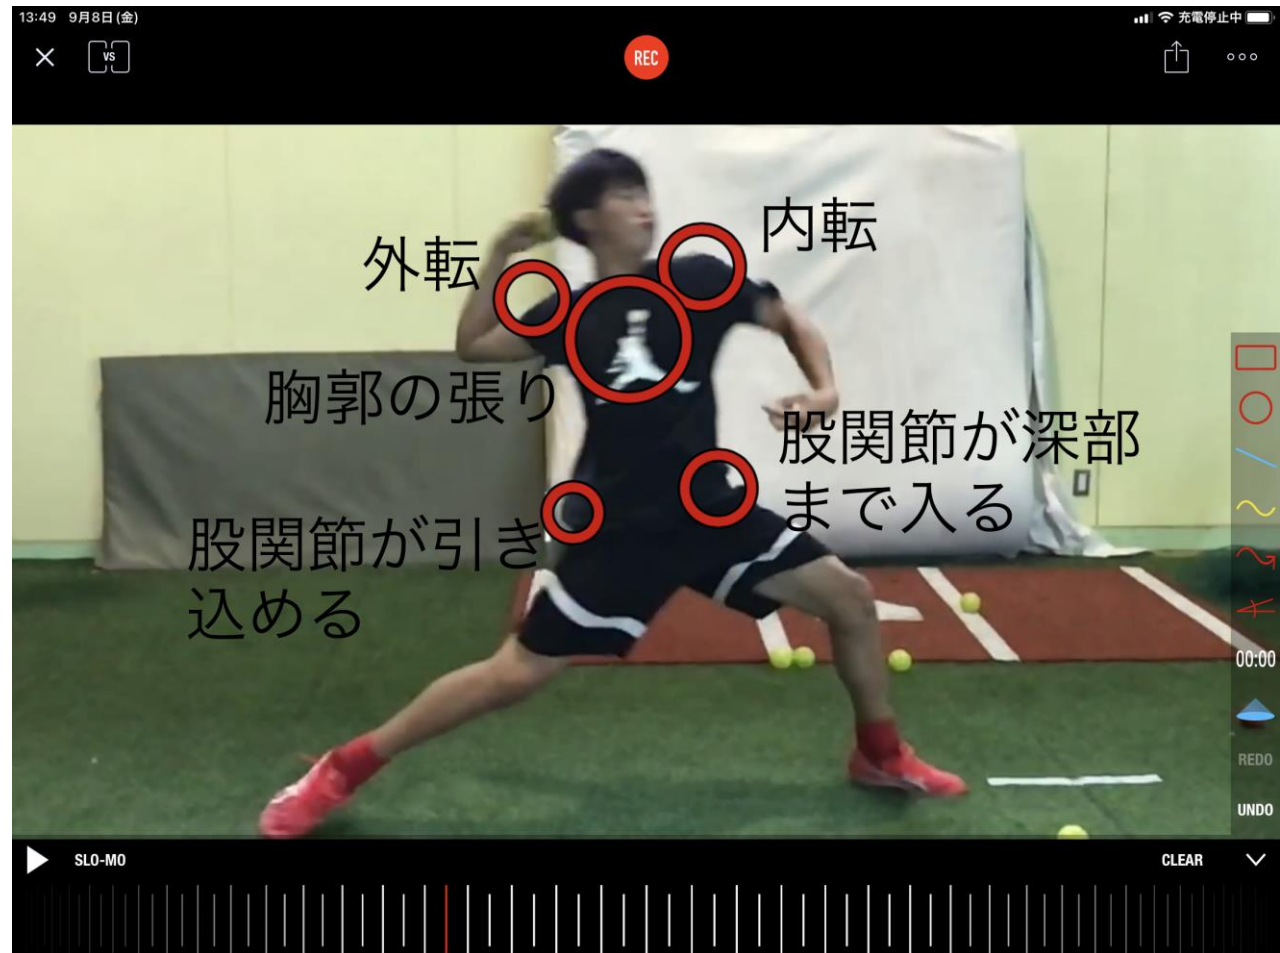 13:49 9月8日(金)
充電停止中
VS
REC
内転
外転
胸郭の張り
股関節が深部
まで入る
股関節が引き
込める
00:00
REDO
UNDO
SLO-MO
CLEAR